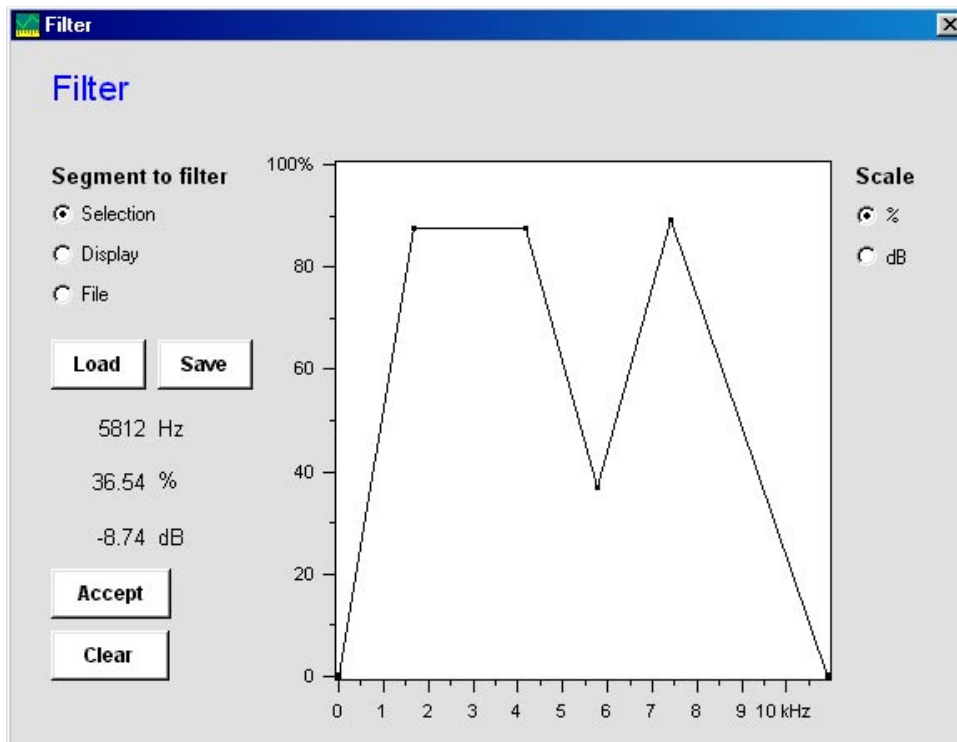 Filter
Filter
Segment to filter
Selection
Display
File
Load Save
5812 Hz
36.54 %
-8.74 dB
Accept
Clear
100%
80
60
40
20
0
0 1 2 3 4 5 6 7 8 9 10 kHz
Scale
%
dB